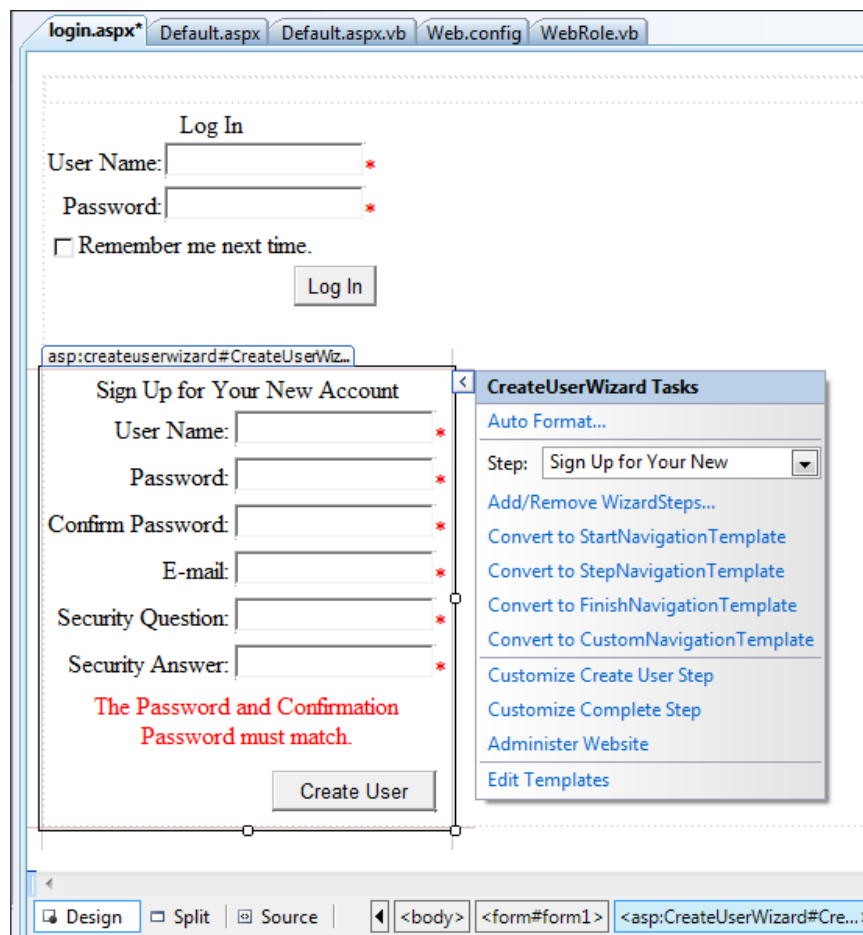 login.aspx* Default.aspx Default.aspx.vb Web.config WebRole.vb
Log In
User Name: *
Password: *
Remember me next time.
Log In
asp:createuserwizard#CreateUserWiz...
Sign Up for Your New Account
User Name: *
Password: *
Confirm Password: *
E-mail: *
Security Question: *
Security Answer: *
The Password and Confirmation
Password must match.
Create User
CreateUserWizard Tasks
Auto Format...
Step: Sign Up for Your New
Add/Remove WizardSteps...
Convert to StartNavigationTemplate
Convert to StepNavigationTemplate
Convert to FinishNavigationTemplate
Convert to CustomNavigationTemplate
Customize Create User Step
Customize Complete Step
Administer Website
Edit Templates
Design Split Source <body> <form#form1> <asp:CreateUserWizard#Cre...>